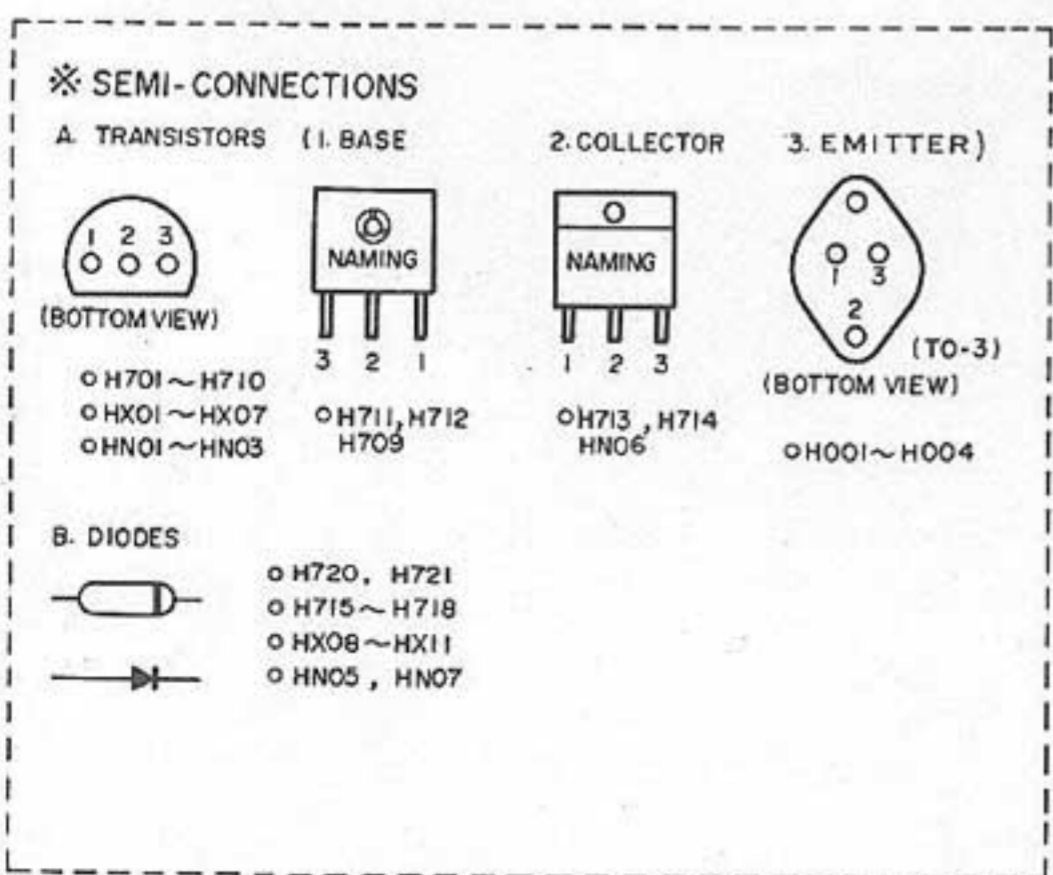 ※ SEMI-CONNECTIONS
A. TRANSISTORS (1. BASE 2. COLLECTOR 3. EMITTER)
1 2 3
(BOTTOM VIEW)
○ H701～H710
○ HX01～HX07
○ HN01～HN03
NAMING
3 2 1
○ H711, H712
H709
NAMING
1 2 3
○ H713, H714
HN06
1 3
2
(TO-3)
(BOTTOM VIEW)
○ H001～H004
B. DIODES
○ H720, H721
○ H715～H718
○ HX08～HX11
○ HN05, HN07